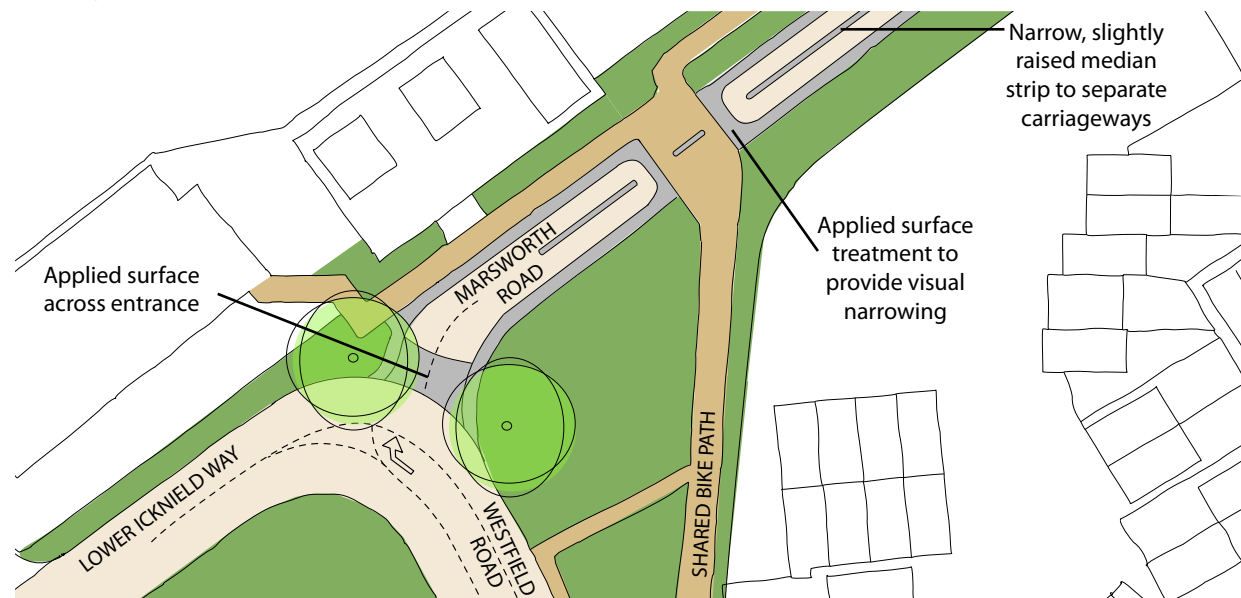 Narrow, slightly
raised median
strip to separate
carriageways
Applied surface
treatment to
provide visual
narrowing
Applied surface
across entrance
MARSWORTH
ROAD
LOWER ICKNIELD WAY
WESTFIELD
ROAD
SHARED BIKE PATH